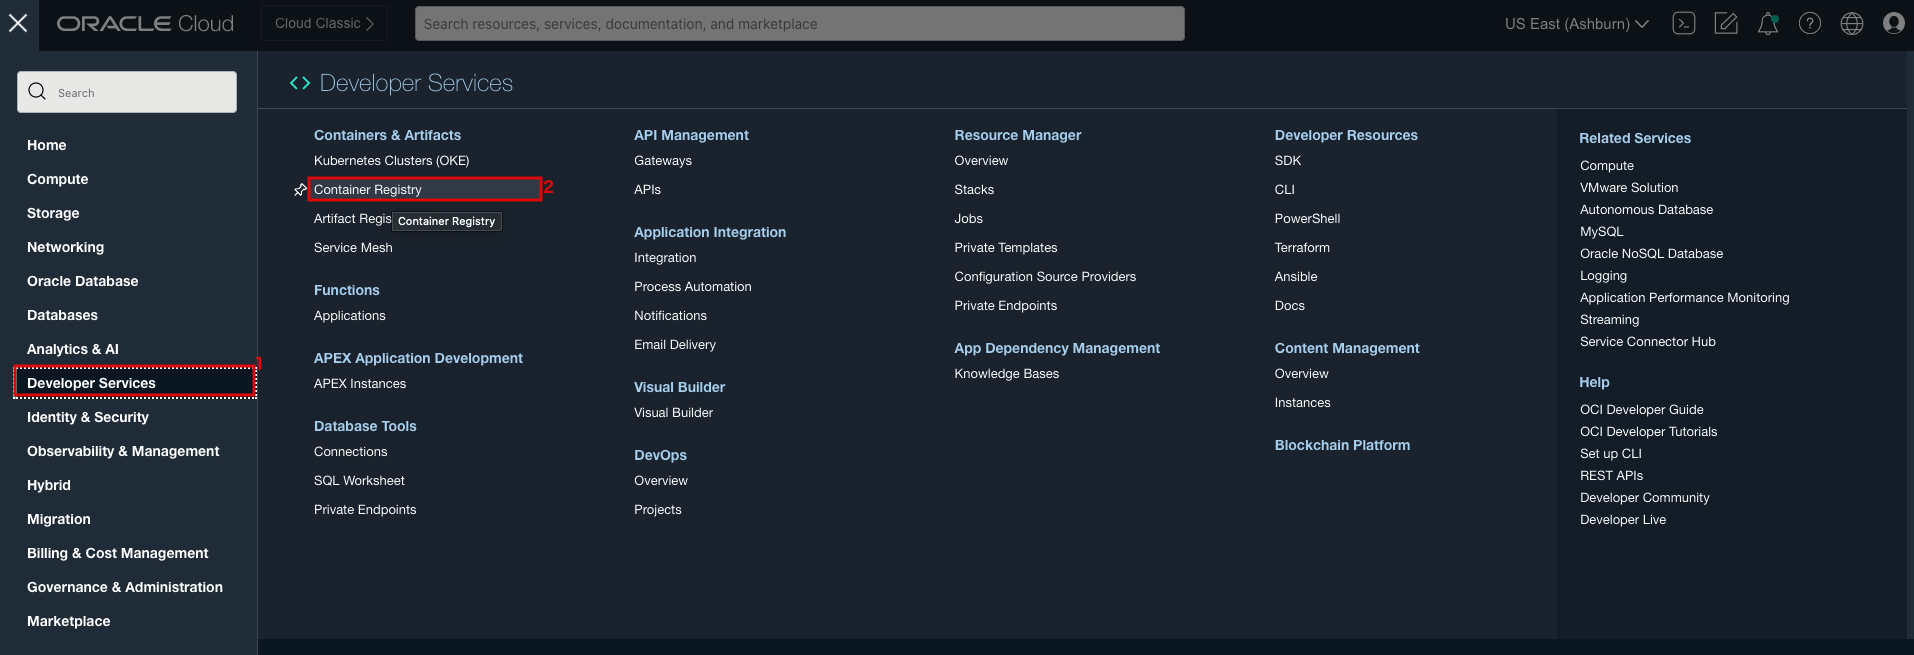 ORACLE Cloud
Cloud Classic
Search resources, services, documentation, and marketplace
US East (Ashburn)
Search
Home
Compute
Storage
Networking
Oracle Database
Databases
Analytics & AI
1
Developer Services
Identity & Security
Observability & Management
Hybrid
Migration
Billing & Cost Management
Governance & Administration
Marketplace
Developer Services
Containers & Artifacts
Kubernetes Clusters (OKE)
Container Registry 2
Artifact Regis
Container Registry
Service Mesh
Functions
Applications
APEX Application Development
APEX Instances
Database Tools
Connections
SQL Worksheet
Private Endpoints
API Management
Gateways
APIs
Application Integration
Integration
Process Automation
Notifications
Email Delivery
Visual Builder
Visual Builder
DevOps
Overview
Projects
Resource Manager
Overview
Stacks
Jobs
Private Templates
Configuration Source Providers
Private Endpoints
App Dependency Management
Knowledge Bases
Developer Resources
SDK
CLI
PowerShell
Terraform
Ansible
Docs
Content Management
Overview
Instances
Blockchain Platform
Related Services
Compute
VMware Solution
Autonomous Database
MySQL
Oracle NoSQL Database
Logging
Application Performance Monitoring
Streaming
Service Connector Hub
Help
OCI Developer Guide
OCI Developer Tutorials
Set up CLI
REST APIs
Developer Community
Developer Live